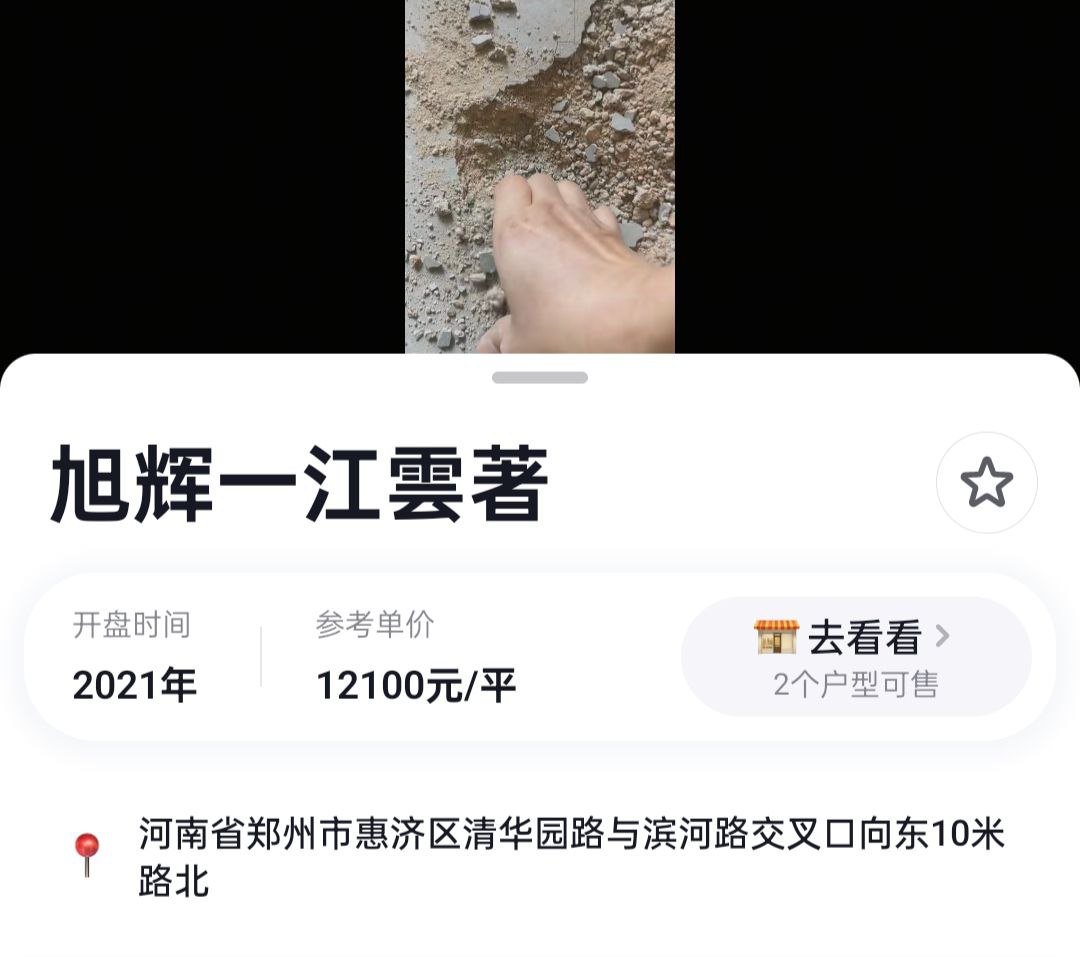 旭辉一江雲著
开盘时间
2021年
参考单价
12100元/平
去看看
2个户型可售
河南省郑州市惠济区清华园路与滨河路交叉口向东10米
路北